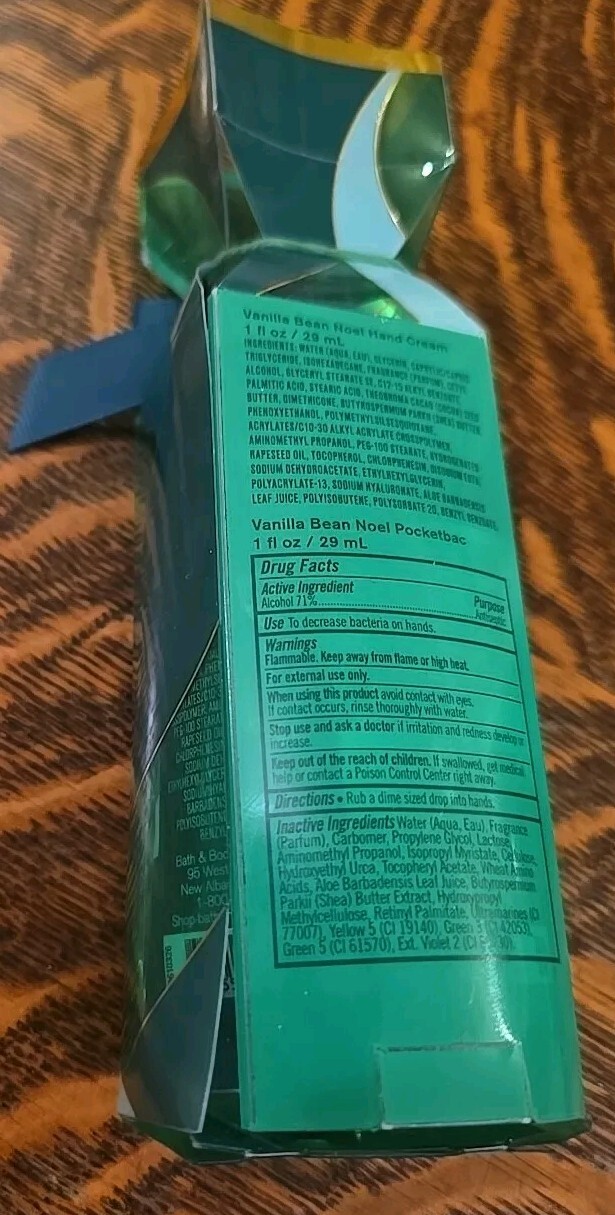 Vanilla Bean Noel Hand Cream
1 fl oz / 29 mL
INGREDIENTS: WATER (AQUA, EAU), GLYCERIN, CAPRYLIC/CAPRIC
TRIGLYCERIDE, ISOHEXADECANE, FRAGRANCE (PARFUM), CETYL
ALCOHOL, GLYCERYL STEARATE SE, C12-15 ALKYL BENZOATE,
PALMITIC ACID, STEARIC ACID, THEOBROMA CACAO (COCOA) SEED
BUTTER, DIMETHICONE, BUTYROSPERMUM PARKII (SHEA) BUTTER,
PHENOXYETHANOL, POLYMETHYLSILSESQUIOXANE,
ACRYLATES/C10-30 ALKYL ACRYLATE CROSSPOLYMER,
AMINOMETHYL PROPANOL, PEG-100 STEARATE, HYDROGENATED
RAPESEED OIL, TOCOPHEROL, CHLORPHENESIN, DISODIUM EDTA,
SODIUM DEHYDROACETATE, ETHYLHEXYLGLYCERIN,
POLYACRYLATE-13, SODIUM HYALURONATE, ALOE BARBADENSIS
LEAF JUICE, POLYISOBUTENE, POLYSORBATE 20, BENZYL BENZOATE
Vanilla Bean Noel Pocketbac
1 fl oz / 29 mL
Drug Facts
Active Ingredient Purpose
Alcohol 71%.......................................Antiseptic
Use To decrease bacteria on hands.
Warnings
Flammable. Keep away from flame or high heat.
For external use only.
When using this product avoid contact with eyes.
If contact occurs, rinse thoroughly with water.
Stop use and ask a doctor if irritation and redness develop or
increase.
Keep out of the reach of children. If swallowed, get medical
help or contact a Poison Control Center right away.
Directions • Rub a dime sized drop into hands.
Inactive Ingredients Water (Aqua, Eau), Fragrance
(Parfum), Carbomer, Propylene Glycol, Lactose,
Aminomethyl Propanol, Isopropyl Myristate, Cellulose,
Hydroxyethyl Urea, Tocopheryl Acetate, Wheat Amino
Acids, Aloe Barbadensis Leaf Juice, Butyrospermum
Parkii (Shea) Butter Extract, Hydroxypropyl
Methylcellulose, Retinyl Palmitate, Ultramarines (CI
77007), Yellow 5 (CI 19140), Green 3 (CI 42053),
Green 5 (CI 61570), Ext. Violet 2 (CI
RAPESEED
CHLORPHENESIN
SODIUM
POLYISOBUTENE
Bath &
95 West
New
1-800